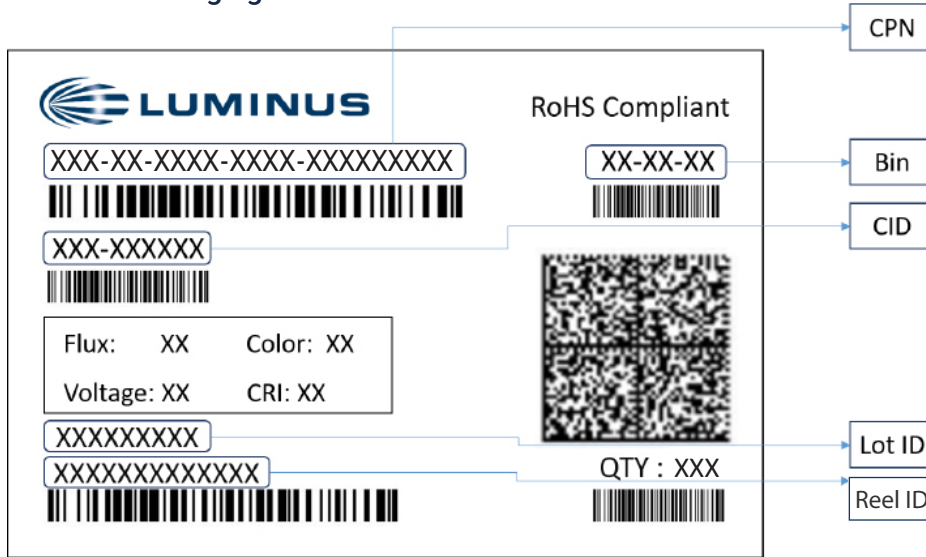 CPN
LUMINUS
RoHS Compliant
XXX-XX-XXXX-XXXX-XXXXXXXXX
XX-XX-XX
Bin
XXX-XXXXXX
CID
Flux: XX Color: XX
Voltage: XX CRI: XX
XXXXXXXXX
Lot ID
XXXXXXXXXXXXX
QTY : XXX
Reel ID